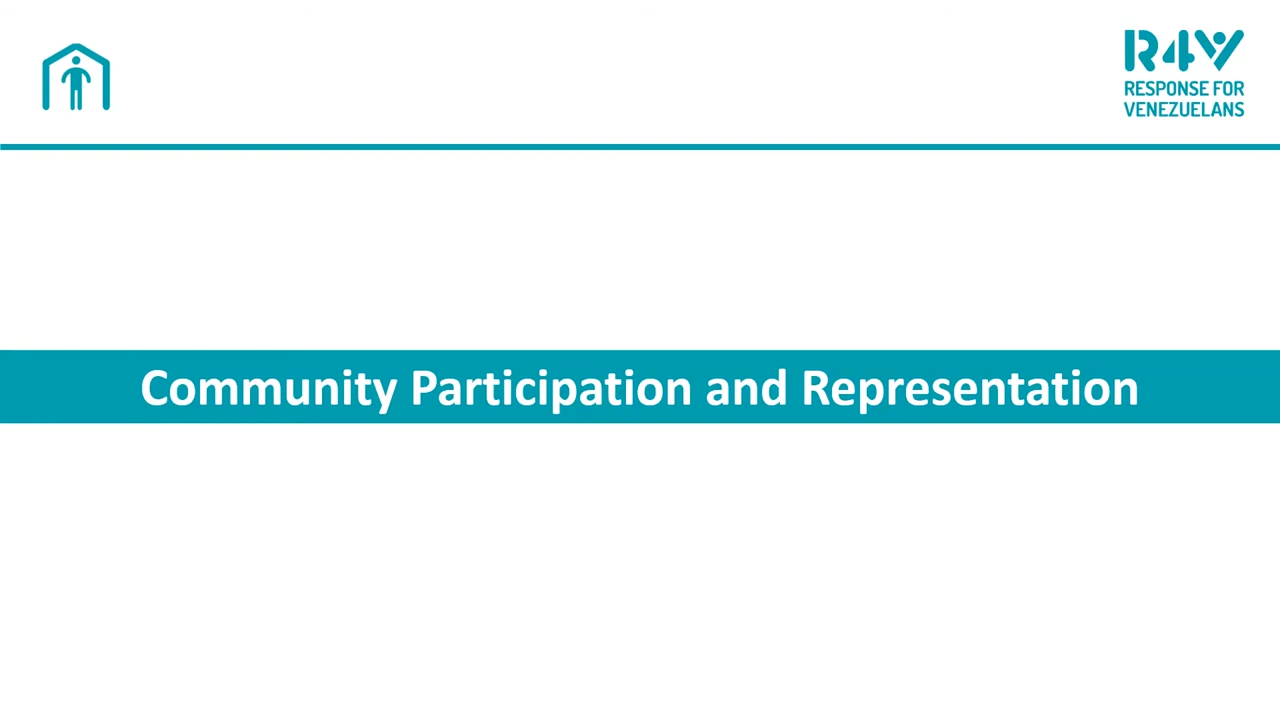 R4V
RESPONSE FOR
VENEZUELANS
Community Participation and Representation